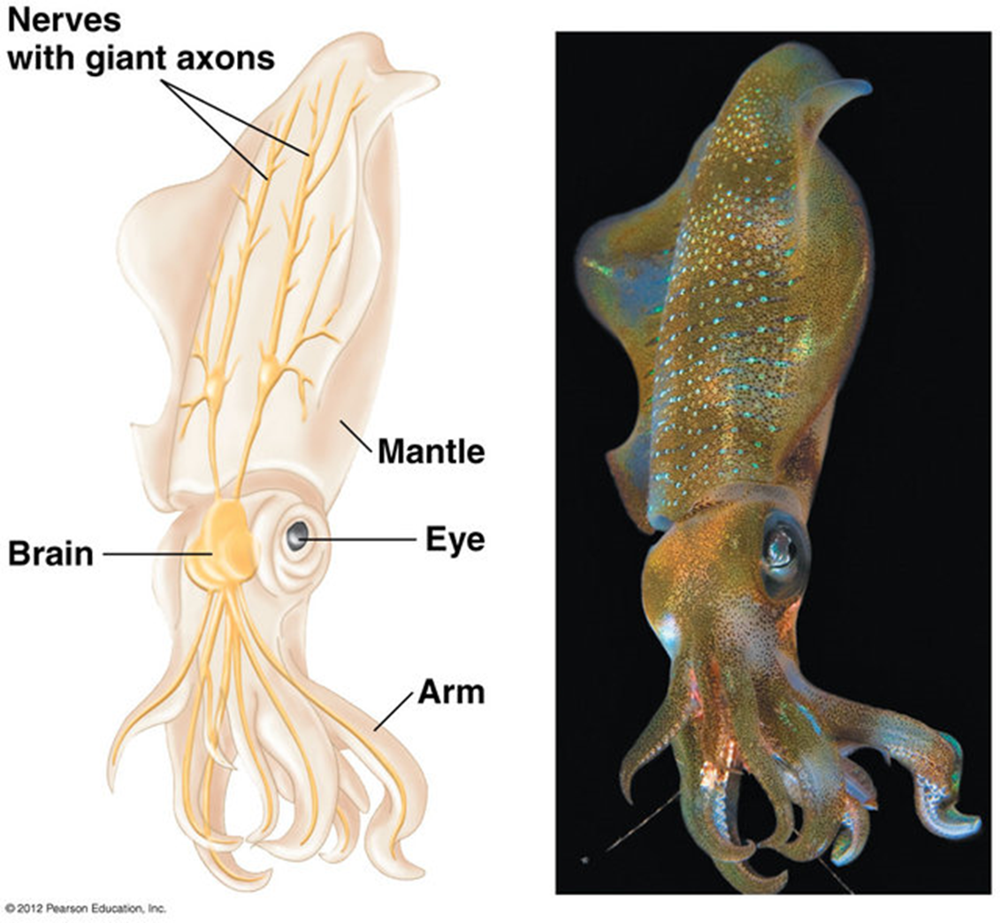 Nerves
with giant axons
Mantle
Eye
Brain
Arm
© 2012 Pearson Education, Inc.